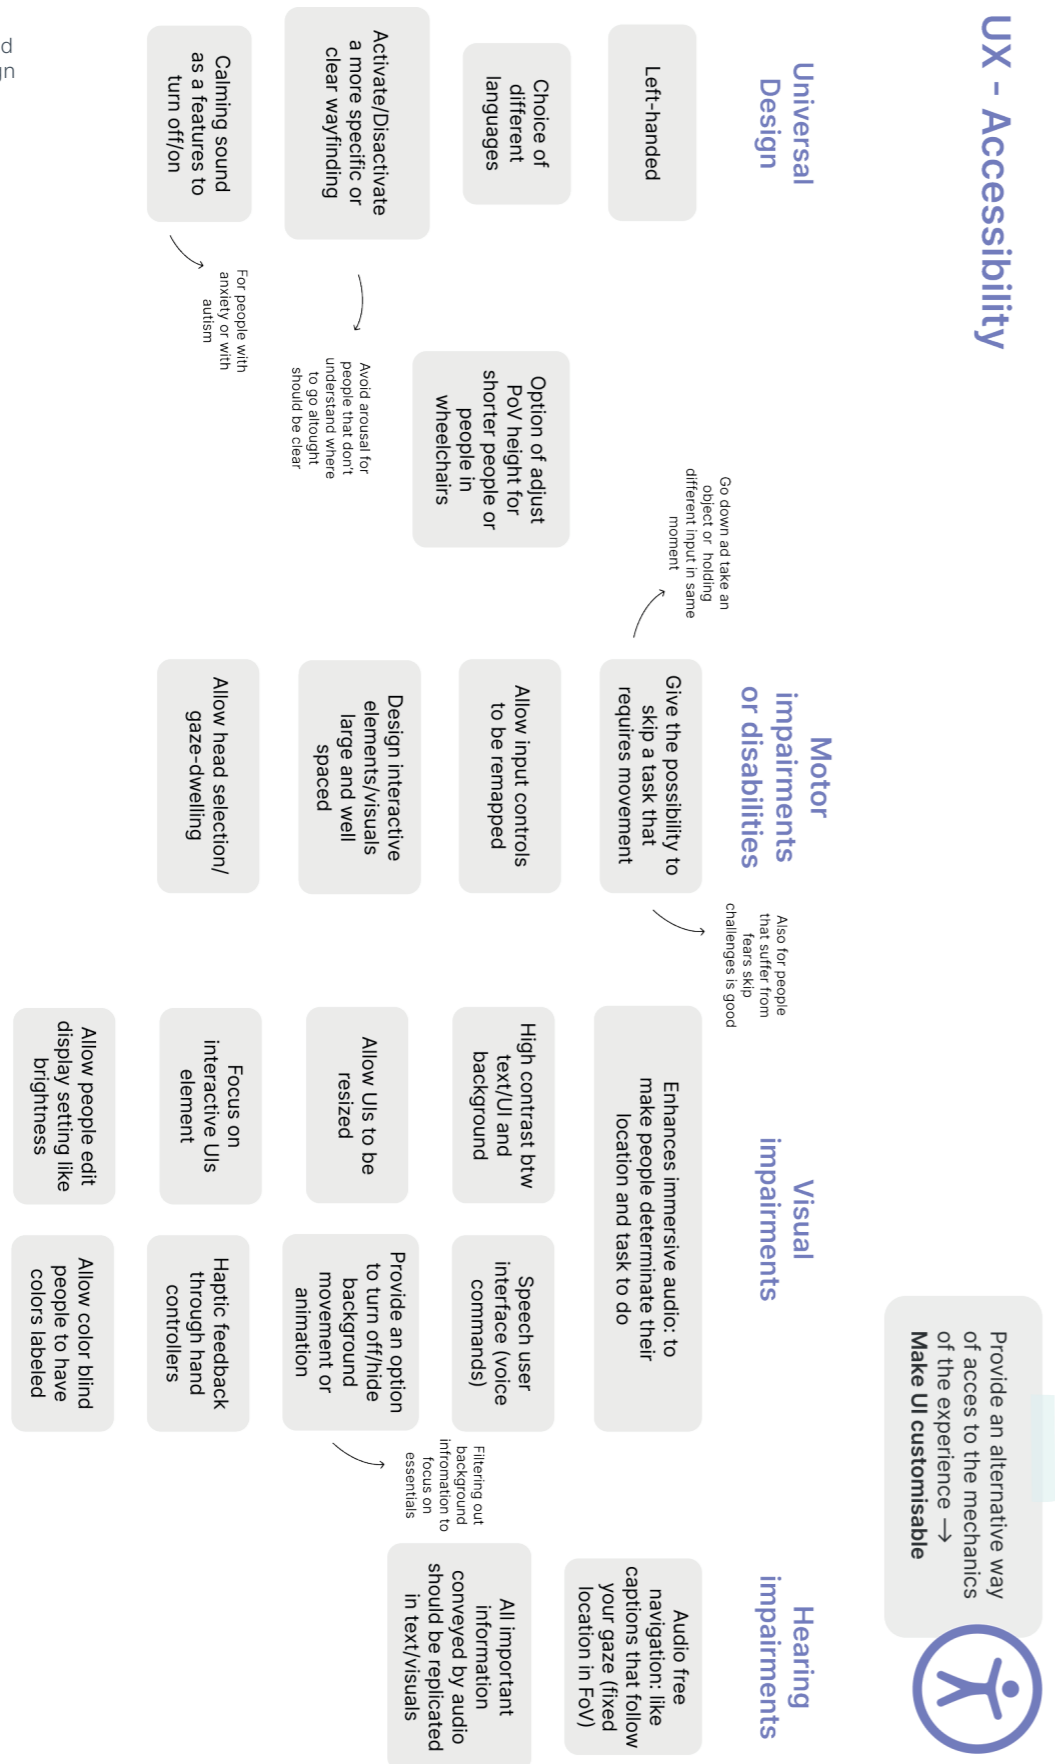 UX - Accessibility
Provide an alternative way
of acces to the mechanics
of the experience →
Make UI customisable
Universal
Design
Left-handed
Choice of
different
languages
Activate/Disactivate
a more specific or
clear wayfinding
Avoid arousal for
people that don't
understand where
to go altought
should be clear
Calming sound
as a features to
turn off/on
For people with
anxiety or with
autism
Option of adjust
PoV height for
shorter people or
people in
wheelchairs
Motor
impairments
or disabilities
Go down ad take an
object or holding
different input in same
moment
Give the possibility to
skip a task that
requires movement
Also for people
that suffer from
fears skip
challenges is good
Allow input controls
to be remapped
Design interactive
elements/visuals
large and well
spaced
Allow head selection/
gaze-dwelling
Visual
impairments
Enhances immersive audio: to
make people determinate their
location and task to do
High contrast btw
text/UI and
background
Speech user
interface (voice
commands)
Allow UIs to be
resized
Provide an option
to turn off/hide
background
movement or
animation
Filtering out
background
infromation to
focus on
essentials
Focus on
interactive UIs
element
Haptic feedback
through hand
controllers
Allow people edit
display setting like
brightness
Allow color blind
people to have
colors labeled
Hearing
impairments
Audio free
navigation: like
captions that follow
your gaze (fixed
location in FoV)
All important
information
conveyed by audio
should be replicated
in text/visuals